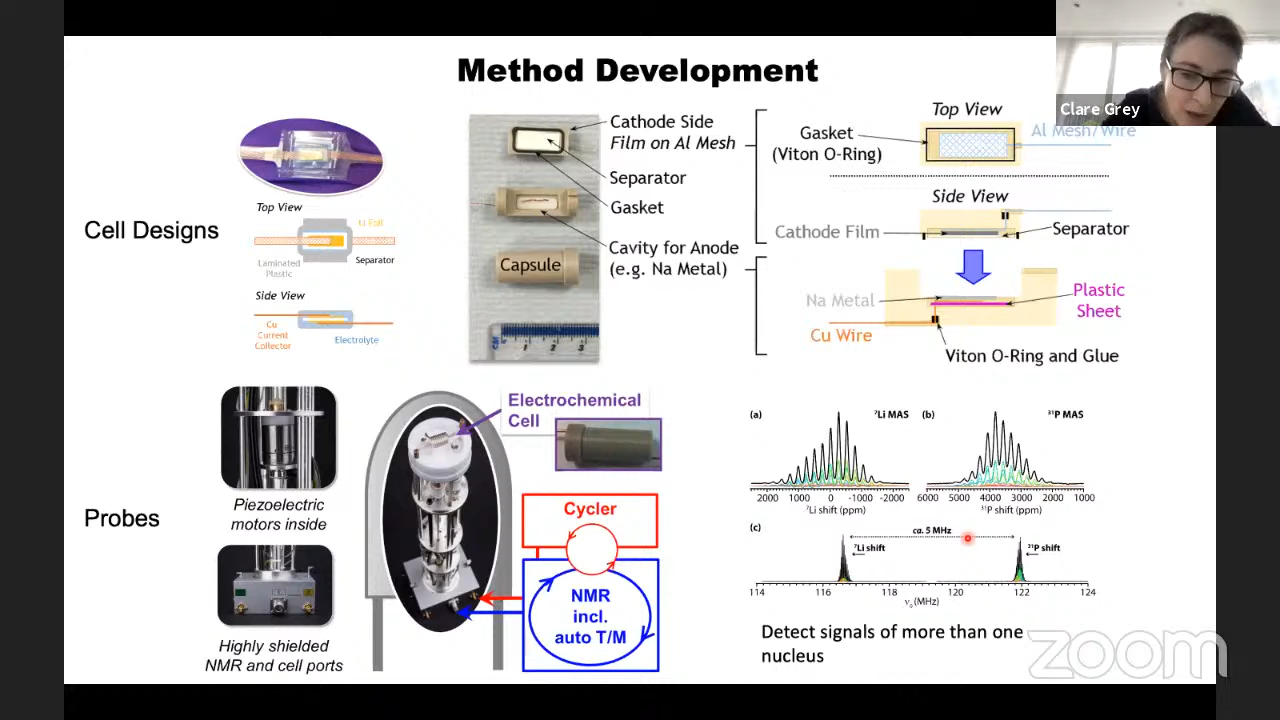 Method Development
Clare Grey
Cell Designs
Top View
Li Foil
Laminated
Plastic
Separator
Side View
Cu
Current
Collector
Electrolyte
Cathode Side
Film on Al Mesh
Separator
Gasket
Cavity for Anode
(e.g. Na Metal)
Capsule
CM
1
2
3
Top View
Gasket
(Viton O-Ring)
Al Mesh/Wire
Side View
Cathode Film
Separator
Na Metal
Plastic
Sheet
Cu Wire
Viton O-Ring and Glue
Probes
Piezoelectric
motors inside
Highly shielded
NMR and cell ports
Electrochemical
Cell
Cycler
NMR
incl.
auto T/M
(a)
⁷Li MAS
2000 1000 0 -1000 -2000
⁷Li shift (ppm)
(b)
³¹P MAS
6000 5000 4000 3000 2000 1000
³¹P shift (ppm)
(c)
ca. 5 MHz
⁷Li shift
³¹P shift
114 116 118 120 122 124
ν₀ (MHz)
Detect signals of more than one
nucleus
zoom